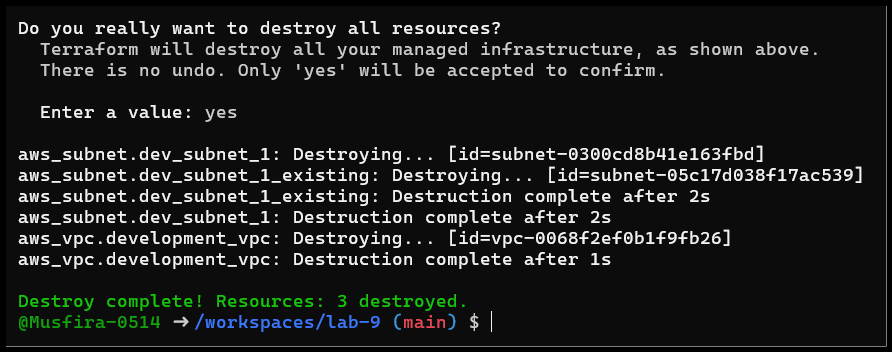 Do you really want to destroy all resources?
  Terraform will destroy all your managed infrastructure, as shown above.
  There is no undo. Only 'yes' will be accepted to confirm.

  Enter a value: yes

aws_subnet.dev_subnet_1: Destroying... [id=subnet-0300cd8b41e163fbd]
aws_subnet.dev_subnet_1_existing: Destroying... [id=subnet-05c17d038f17ac539]
aws_subnet.dev_subnet_1_existing: Destruction complete after 2s
aws_subnet.dev_subnet_1: Destruction complete after 2s
aws_vpc.development_vpc: Destroying... [id=vpc-0068f2ef0b1f9fb26]
aws_vpc.development_vpc: Destruction complete after 1s

Destroy complete! Resources: 3 destroyed.
@Musfira-0514 ➜ /workspaces/lab-9 (main) $